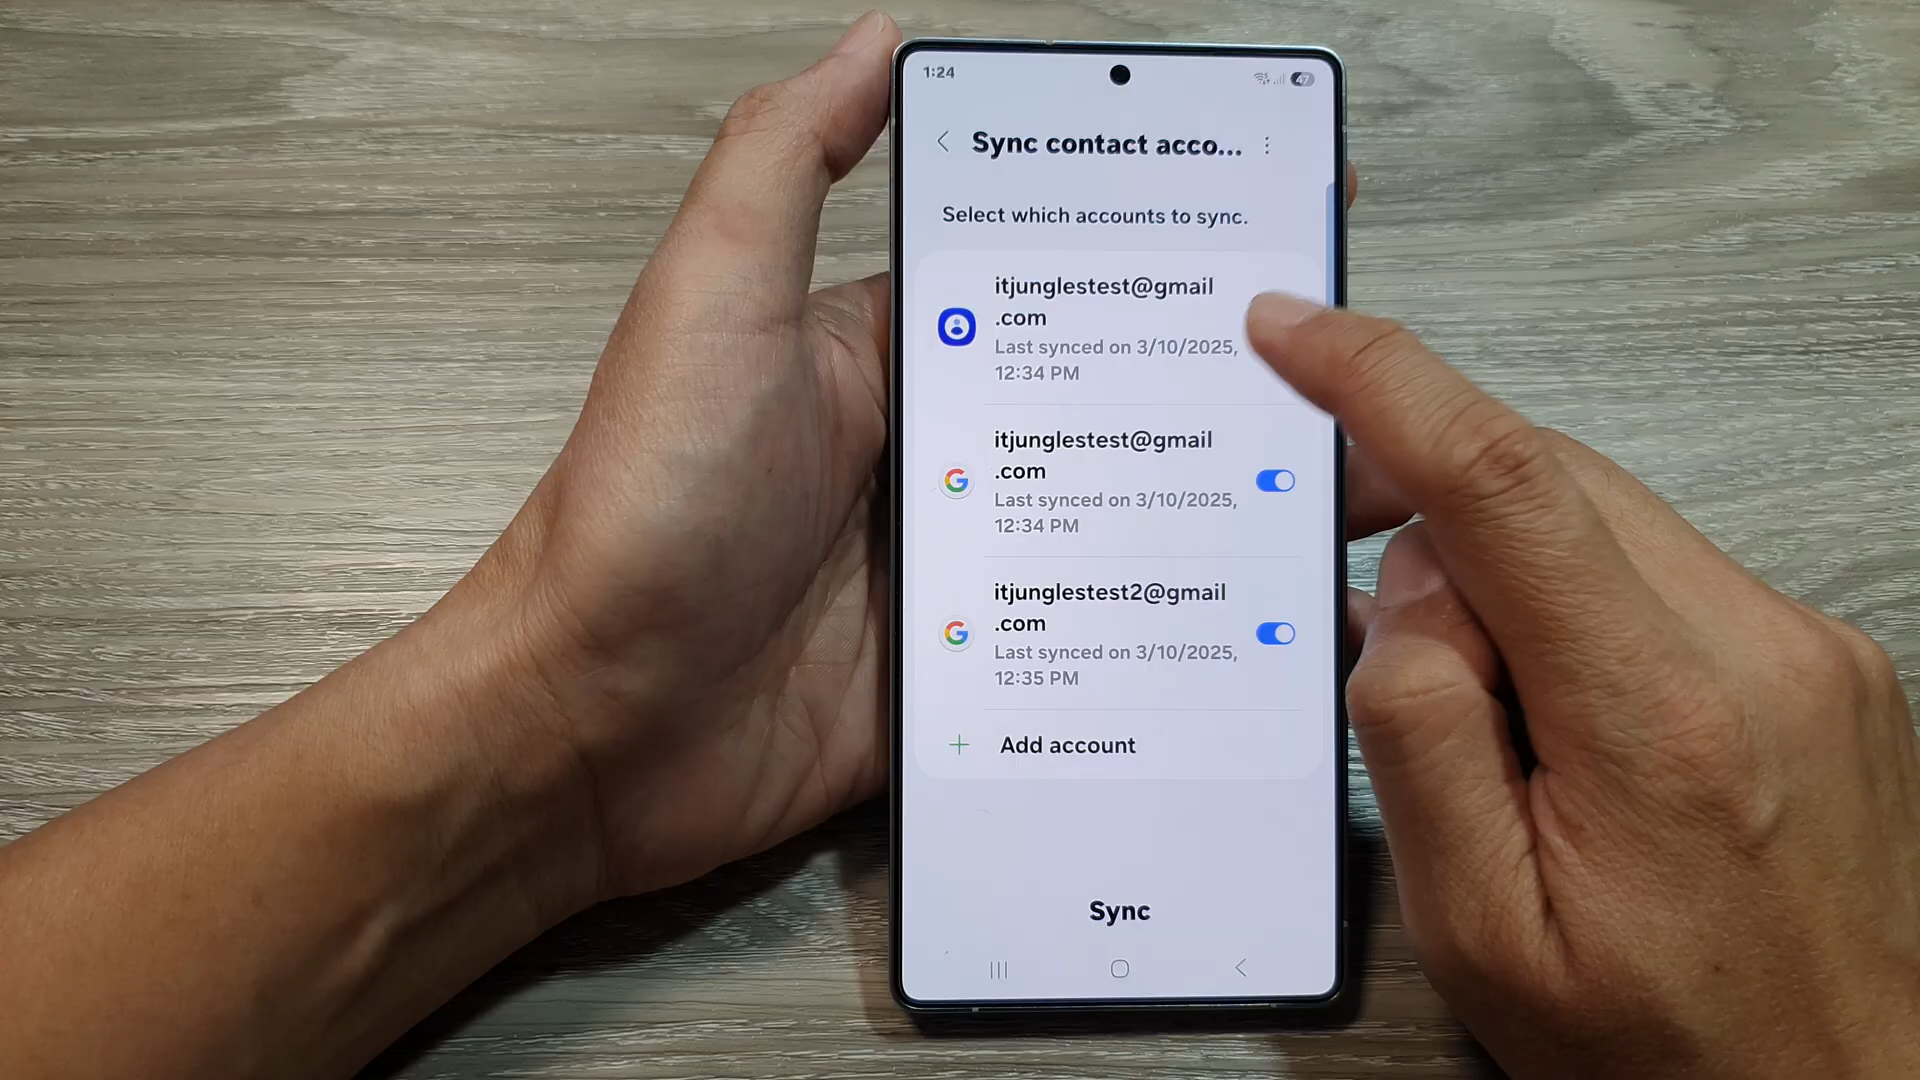 1:24
47
Sync contact acco...
Select which accounts to sync.
itjunglestest@gmail
.com
Last synced on 3/10/2025,
12:34 PM
itjunglestest@gmail
.com
Last synced on 3/10/2025,
12:34 PM
itjunglestest2@gmail
.com
Last synced on 3/10/2025,
12:35 PM
Add account
Sync